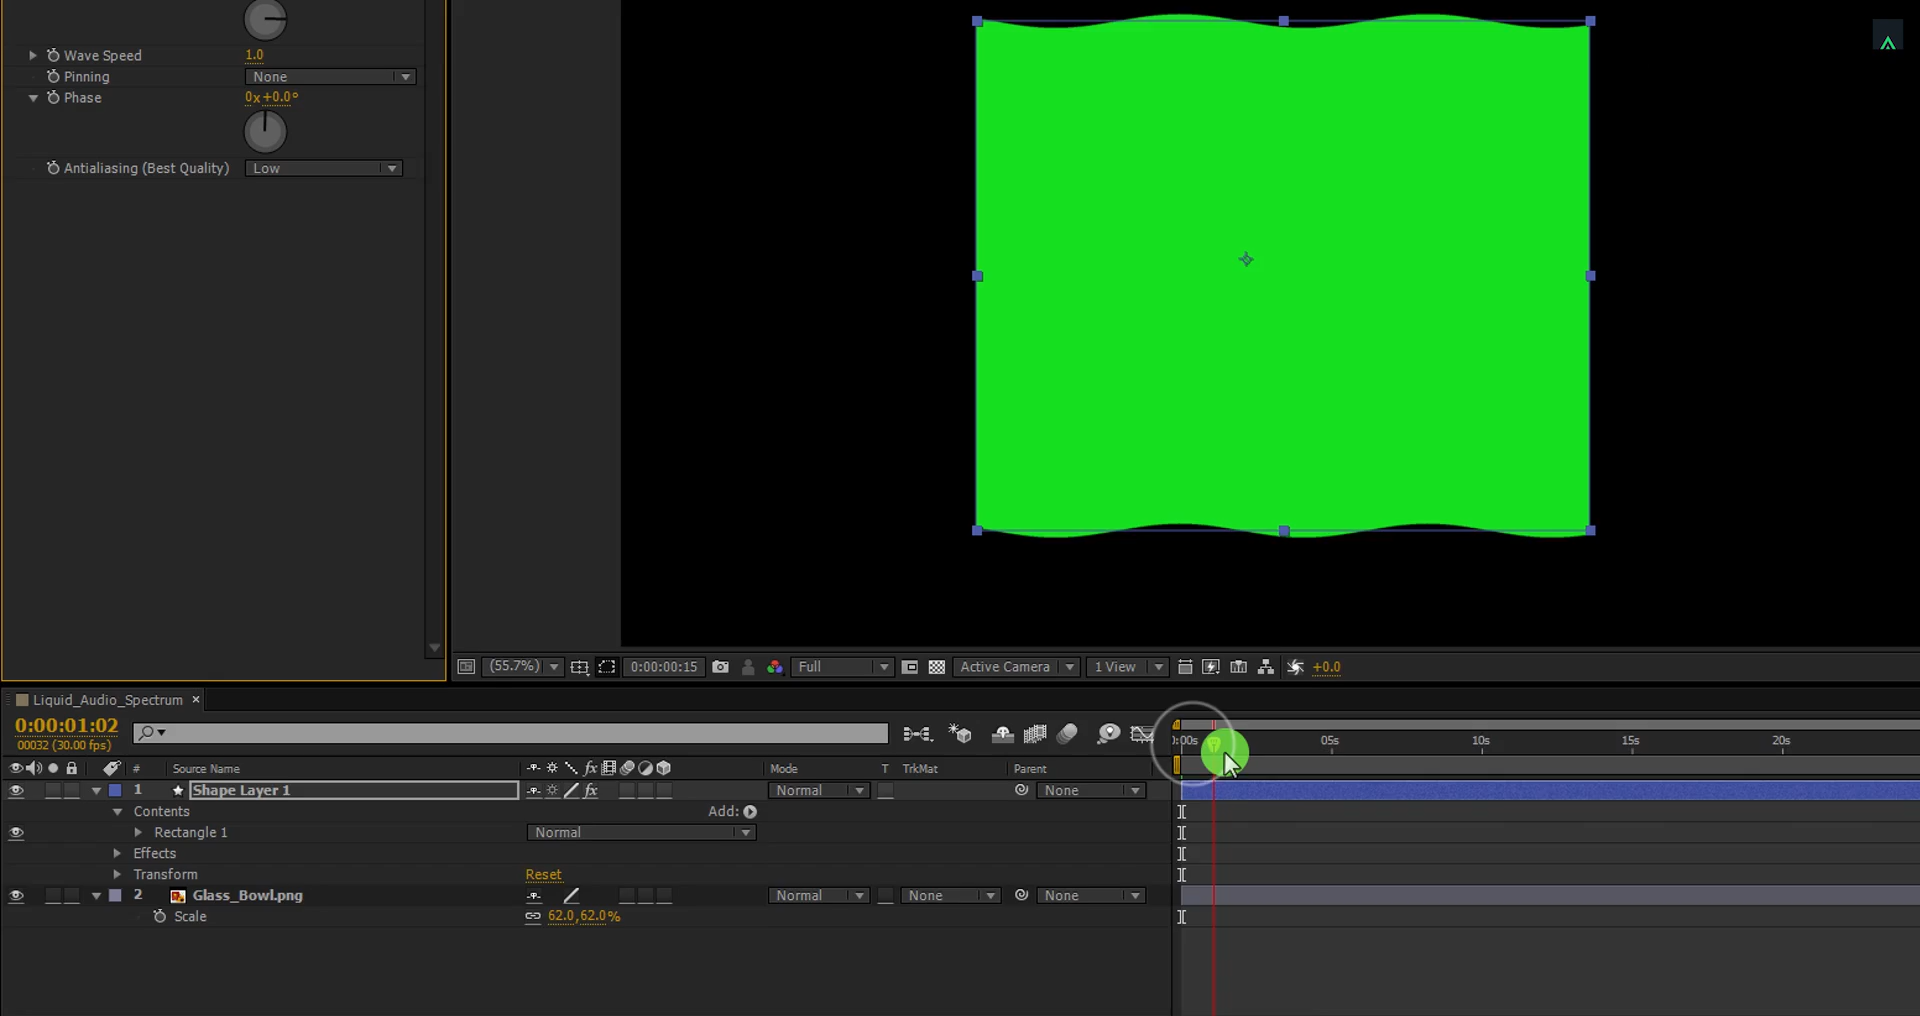 Wave Speed 1.0
Pinning None
Phase 0x+0.0°
Antialiasing (Best Quality) Low
(55.7%) 0:00:00:15 Full Active Camera 1 View +0.0
Liquid_Audio_Spectrum ×
0:00:01:02
00032 (30.00 fps)
0:00s 05s 10s 15s 20s
# Source Name fx Mode T TrkMat Parent
1 Shape Layer 1 fx Normal None
Contents Add:
Rectangle 1 Normal
Effects
Transform Reset
2 Glass_Bowl.png Normal None None
Scale 62.0,62.0%